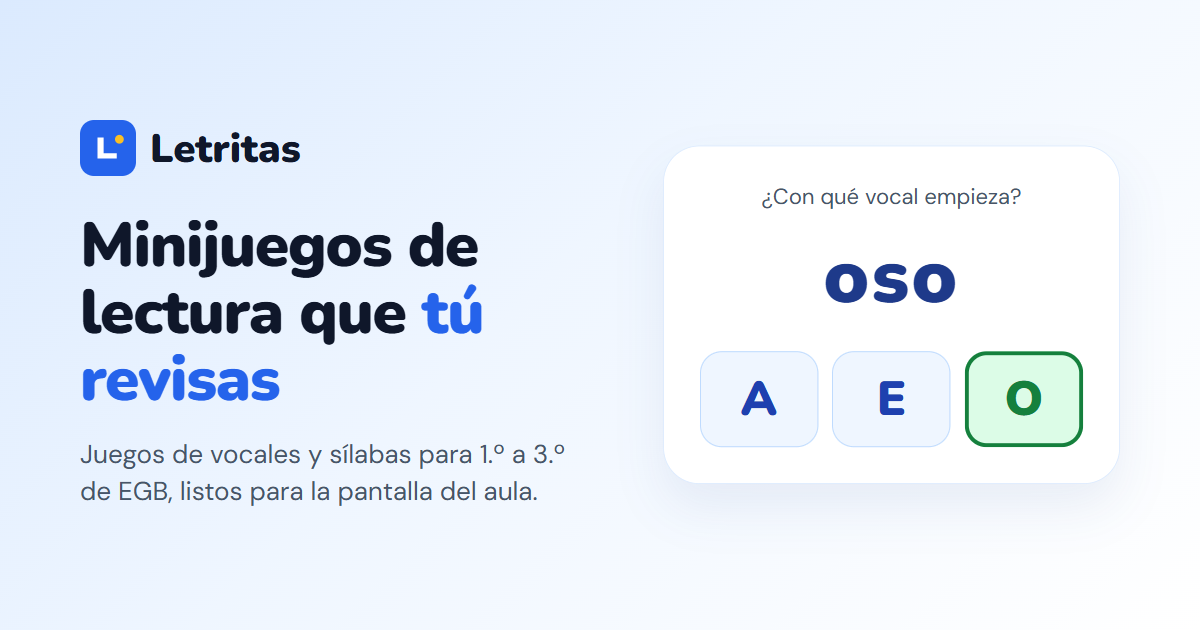 Letritas
Minijuegos de
lectura que tú
revisas
Juegos de vocales y sílabas para 1.º a 3.º
de EGB, listos para la pantalla del aula.
¿Con qué vocal empieza?
oso
A E O